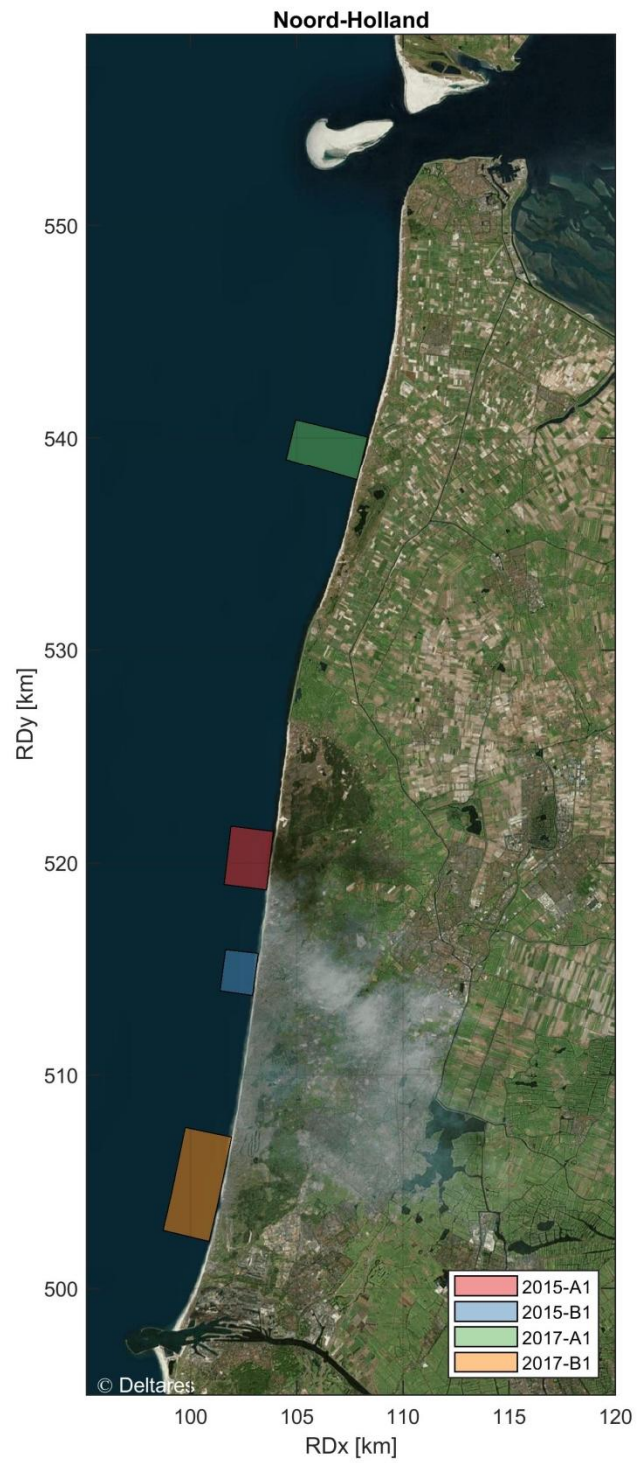 Noord-Holland
550
540
530
520
510
500
RDy [km]
2015-A1
2015-B1
2017-A1
2017-B1
© Deltares
100 105 110 115 120
RDx [km]